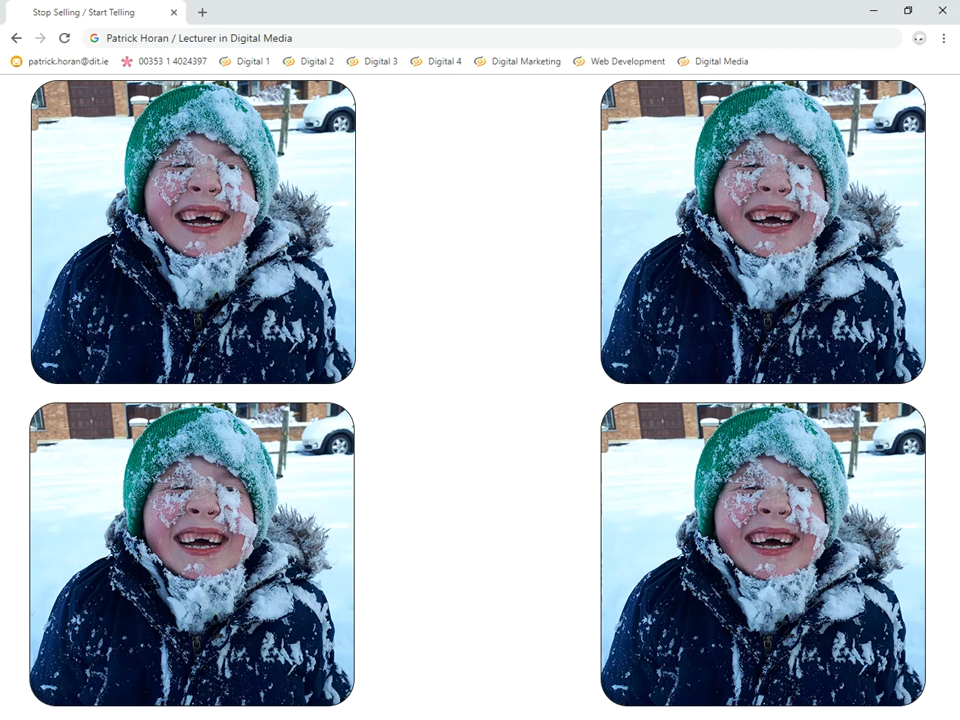 Stop Selling / Start Telling
Patrick Horan / Lecturer in Digital Media
patrick.horan@dit.ie 00353 1 4024397 Digital 1 Digital 2 Digital 3 Digital 4 Digital Marketing Web Development Digital Media